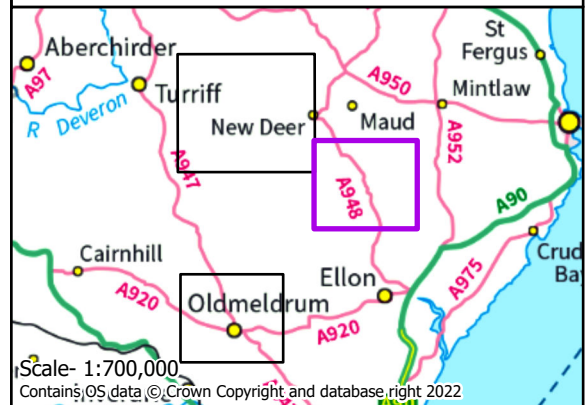 St
Fergus
Aberchirder
A97
A950
Mintlaw
Turriff
R Deveron
New Deer
Maud
A952
A947
A948
A90
Cairnhill
Crud
Ba
Ellon
A975
A920
Oldmeldrum
A920
Scale- 1:700,000
Contains OS data © Crown Copyright and database right 2022